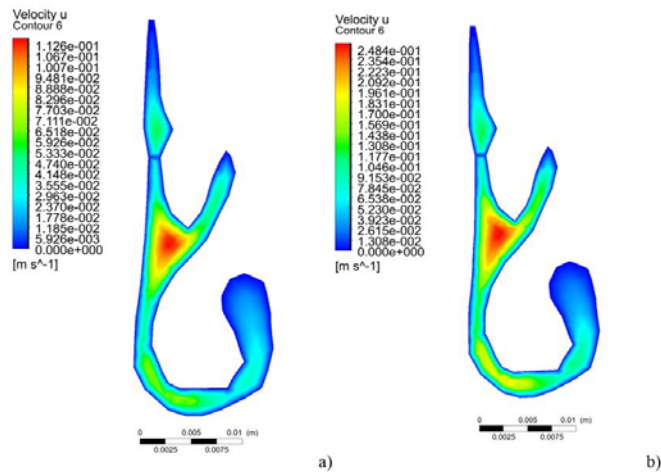 Velocity u
Contour 6
1.126e-001
1.067e-001
1.007e-001
9.481e-002
8.888e-002
8.296e-002
7.703e-002
7.111e-002
6.518e-002
5.926e-002
5.333e-002
4.740e-002
4.148e-002
3.555e-002
2.963e-002
2.370e-002
1.778e-002
1.185e-002
5.926e-003
0.000e+000
[m s^-1]
0 0.005 0.01 (m)
0.0025 0.0075
a)
Velocity u
Contour 6
2.484e-001
2.354e-001
2.223e-001
2.092e-001
1.961e-001
1.831e-001
1.700e-001
1.569e-001
1.438e-001
1.308e-001
1.177e-001
1.046e-001
9.153e-002
7.845e-002
6.538e-002
5.230e-002
3.923e-002
2.615e-002
1.308e-002
0.000e+000
[m s^-1]
0 0.005 0.01 (m)
0.0025 0.0075
b)